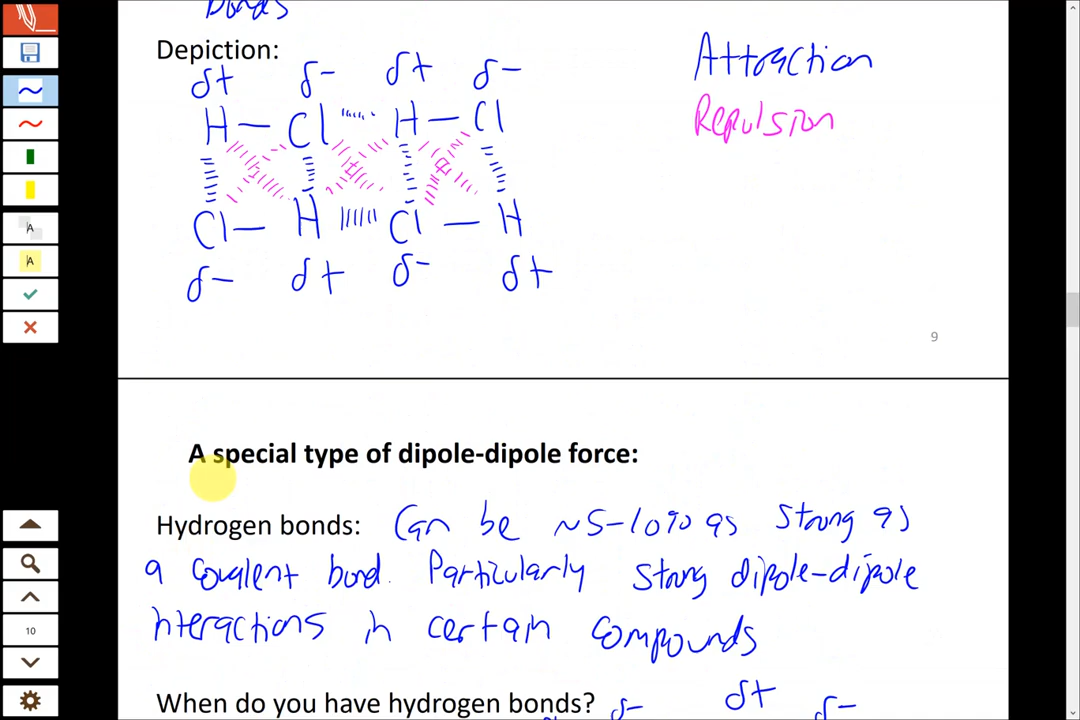 bonds
Depiction:
Attraction
Repulsion
δ+ δ- δ+ δ-
H - Cl H - Cl
Cl - H Cl - H
δ- δ+ δ- δ+
9
A special type of dipole-dipole force:
Hydrogen bonds: Can be ~5-10% as strong as
a covalent bond. Particularly strong dipole-dipole
interactions in certain compounds
When do you have hydrogen bonds? δ- δ+ δ-
A
A
10